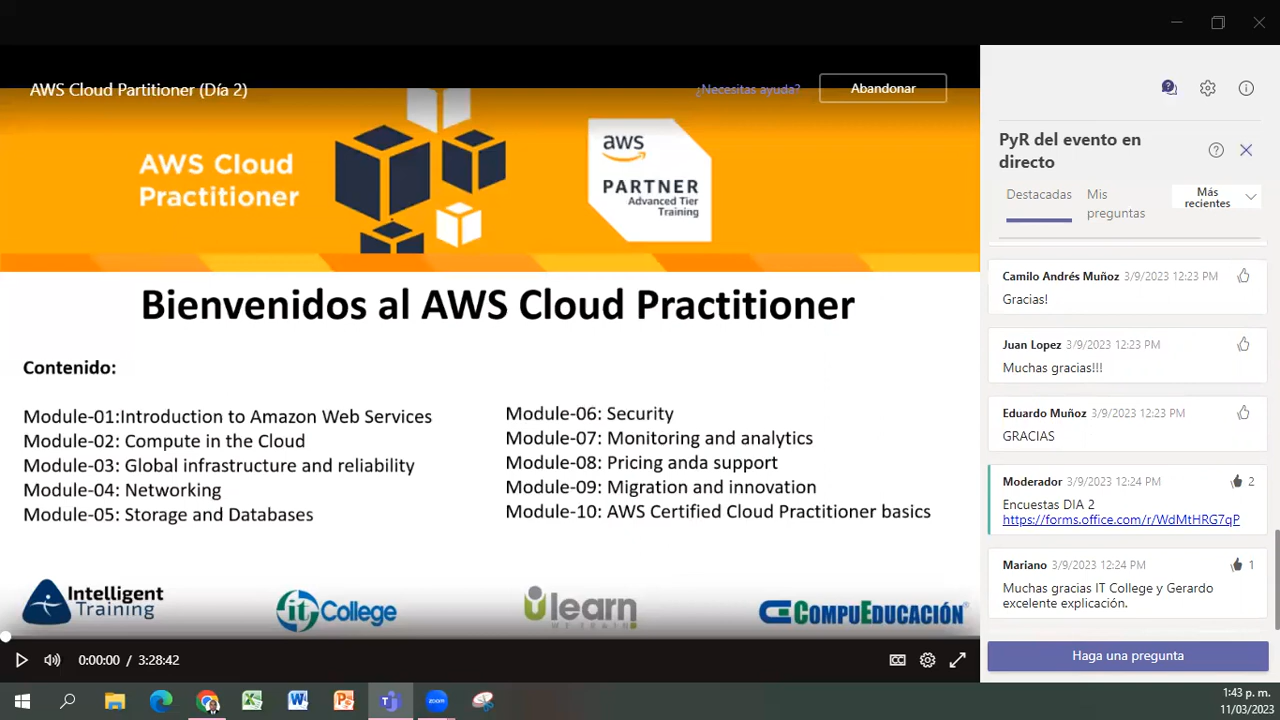 AWS Cloud Partitioner (Día 2)
¿Necesitas ayuda?
Abandonar
AWS Cloud
Practitioner
aws
PARTNER
Advanced Tier
Training
Bienvenidos al AWS Cloud Practitioner
Contenido:
Module-01:Introduction to Amazon Web Services
Module-02: Compute in the Cloud
Module-03: Global infrastructure and reliability
Module-04: Networking
Module-05: Storage and Databases
Module-06: Security
Module-07: Monitoring and analytics
Module-08: Pricing anda support
Module-09: Migration and innovation
Module-10: AWS Certified Cloud Practitioner basics
Intelligent
Training
it College
Ulearn
COMPUEDUCACIÓN
0:00:00 / 3:28:42
PyR del evento en
directo
Destacadas
Mis
preguntas
Más
recientes
Camilo Andrés Muñoz 3/9/2023 12:23 PM
Gracias!
Juan Lopez 3/9/2023 12:23 PM
Muchas gracias!!!
Eduardo Muñoz 3/9/2023 12:23 PM
GRACIAS
Moderador 3/9/2023 12:24 PM 2
Encuestas DIA 2
https://forms.office.com/r/WdMtHRG7qP
Mariano 3/9/2023 12:24 PM 1
Muchas gracias IT College y Gerardo
excelente explicación.
Haga una pregunta
zoom
1:43 p. m.
11/03/2023